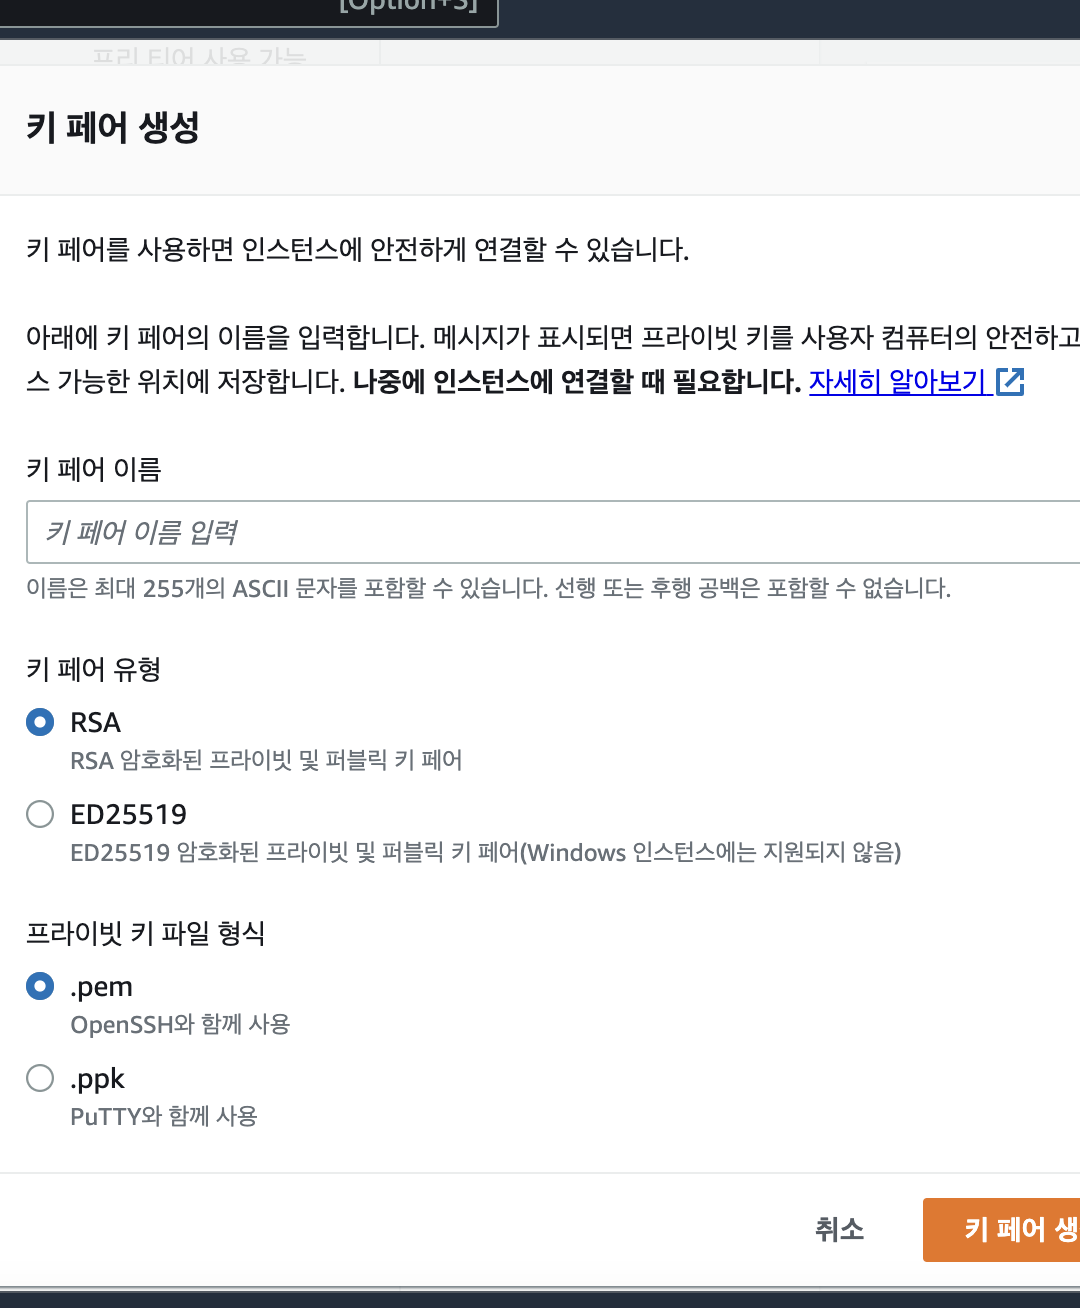 [Option+S]
프리 티어 사용 가능
키 페어 생성
키 페어를 사용하면 인스턴스에 안전하게 연결할 수 있습니다.
아래에 키 페어의 이름을 입력합니다. 메시지가 표시되면 프라이빗 키를 사용자 컴퓨터의 안전하고
스 가능한 위치에 저장합니다. 나중에 인스턴스에 연결할 때 필요합니다. 자세히 알아보기
키 페어 이름
키 페어 이름 입력
이름은 최대 255개의 ASCII 문자를 포함할 수 있습니다. 선행 또는 후행 공백은 포함할 수 없습니다.
키 페어 유형
RSA
RSA 암호화된 프라이빗 및 퍼블릭 키 페어
ED25519
ED25519 암호화된 프라이빗 및 퍼블릭 키 페어(Windows 인스턴스에는 지원되지 않음)
프라이빗 키 파일 형식
.pem
OpenSSH와 함께 사용
.ppk
PuTTY와 함께 사용
취소
키 페어 생